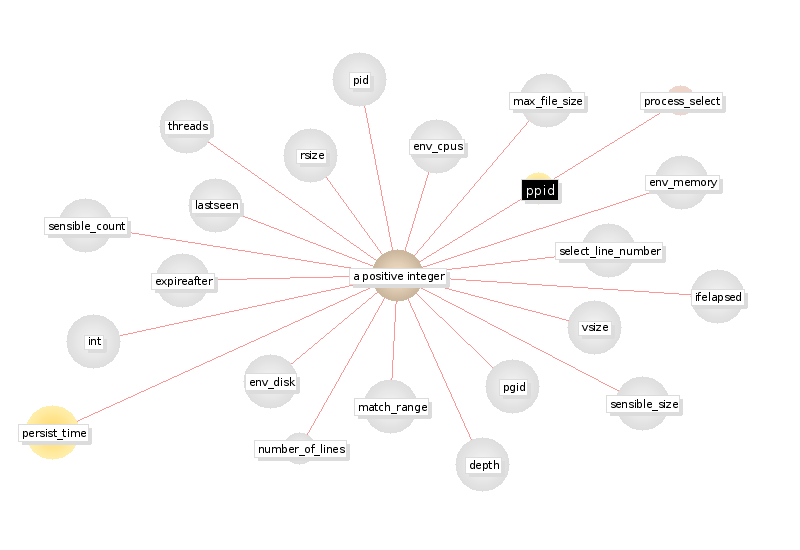 pid
max_file_size
process_select
threads
env_cpus
rsize
env_memory
ppid
lastseen
sensible_count
select_line_number
a positive integer
expireafter
ifelapsed
vsize
int
env_disk
pgid
match_range
sensible_size
persist_time
number_of_lines
depth